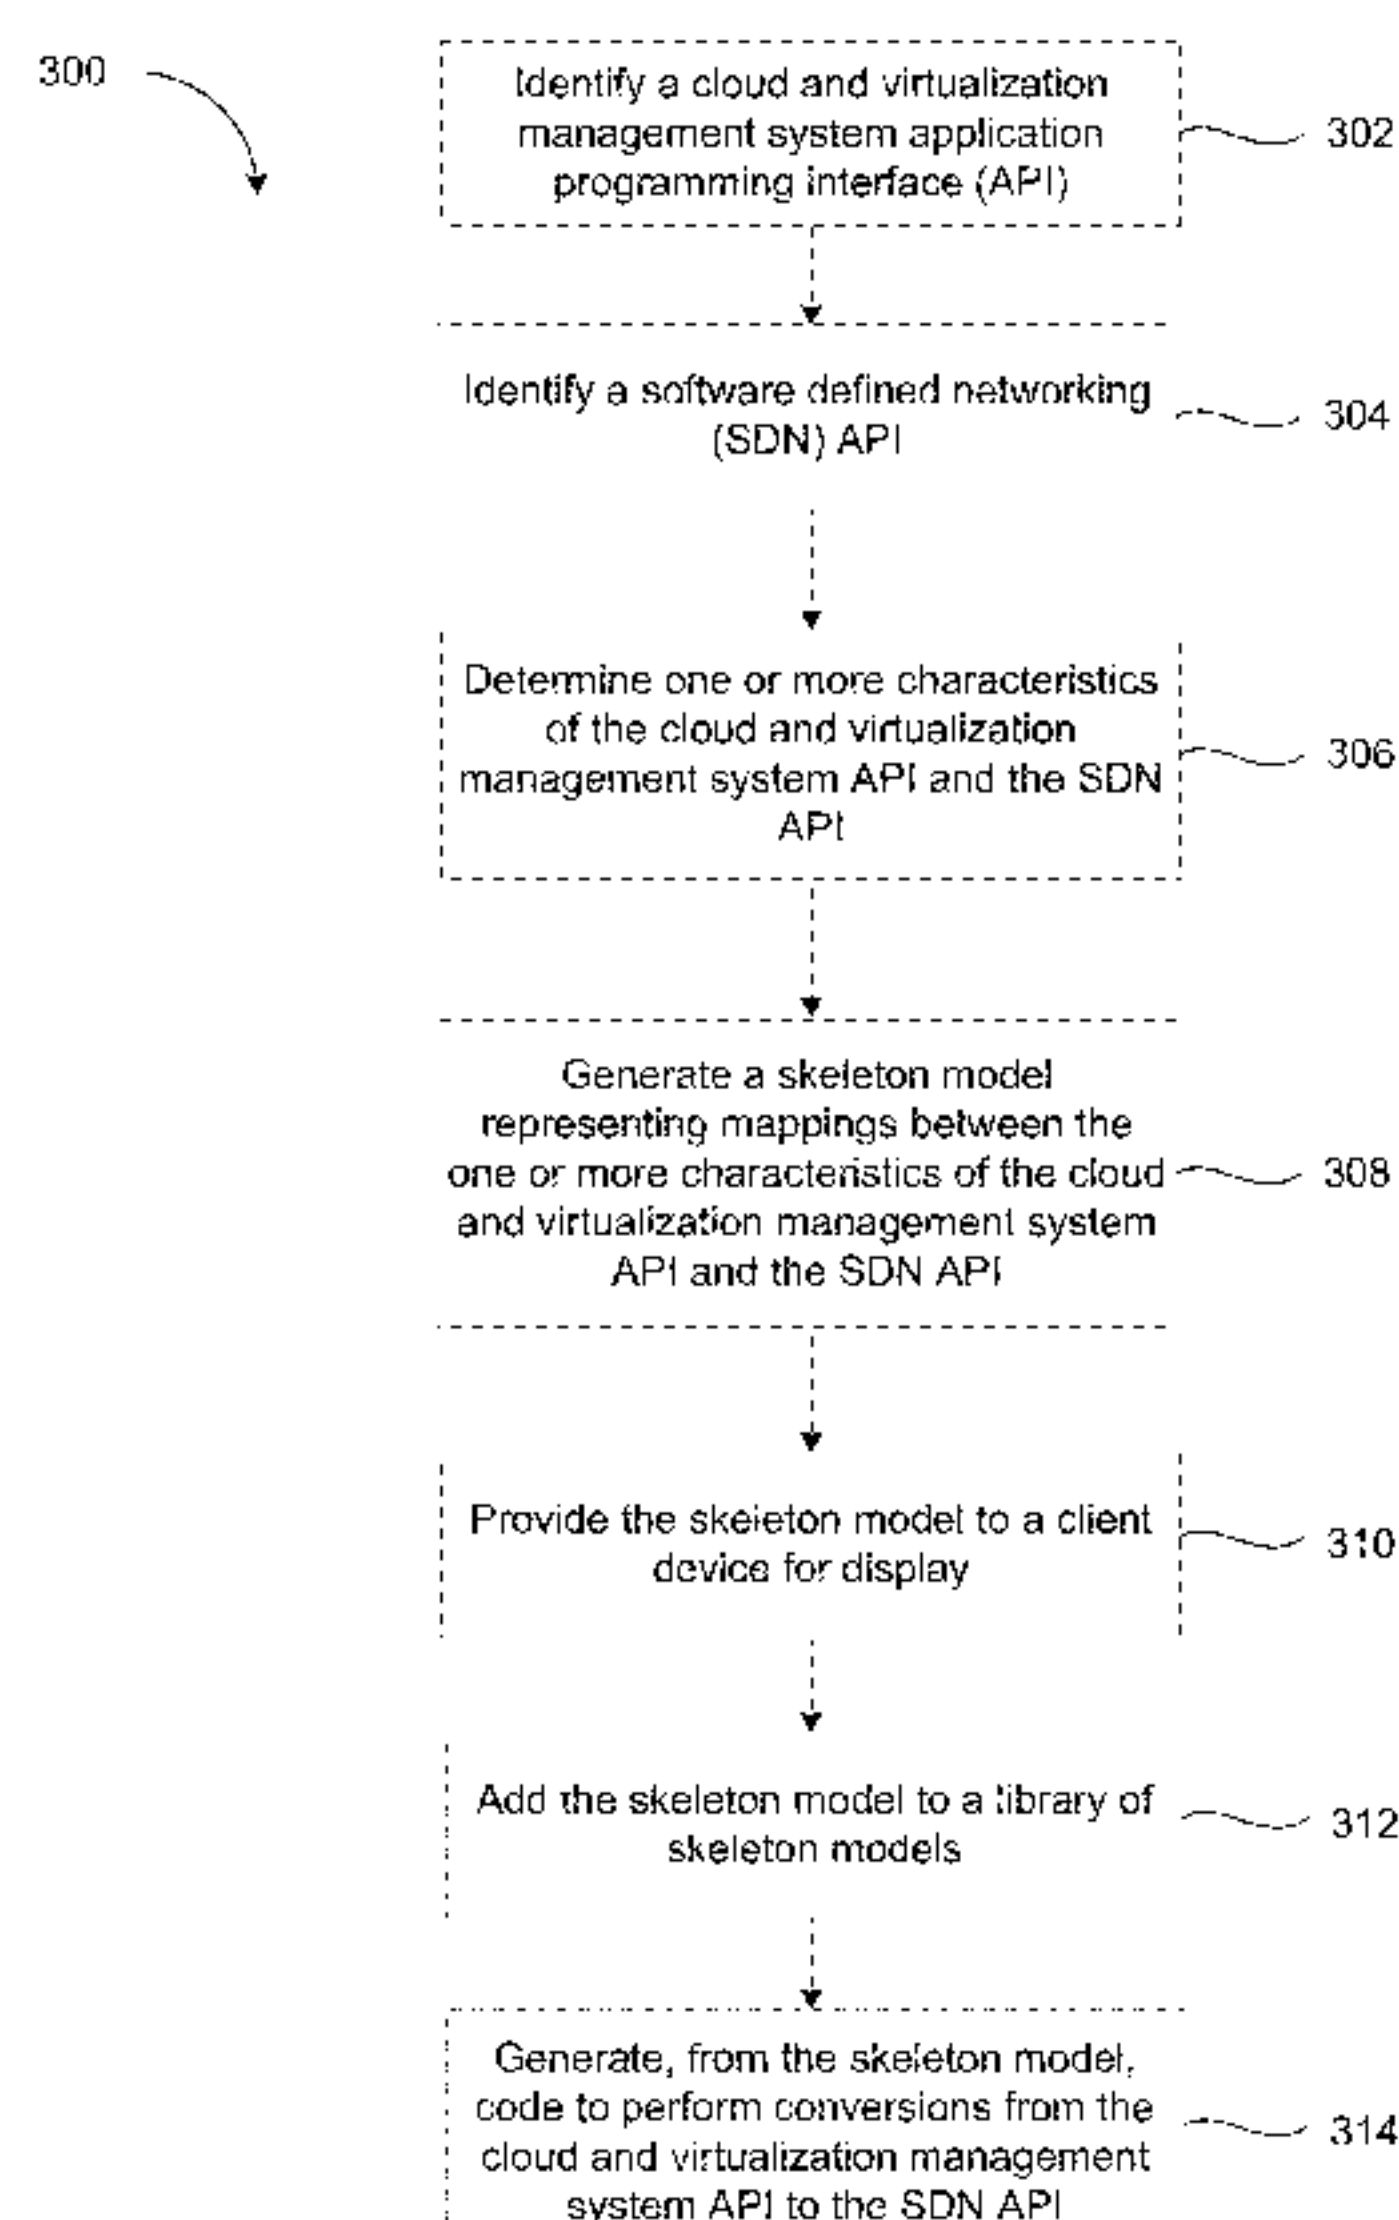 300
Identify a cloud and virtualization
management system application
programming interface (API)
302
Identify a software defined networking
(SDN) API
304
Determine one or more characteristics
of the cloud and virtualization
management system API and the SDN
API
306
Generate a skeleton model
representing mappings between the
one or more characteristics of the cloud
and virtualization management system
API and the SDN API
308
Provide the skeleton model to a client
device for display
310
Add the skeleton model to a library of
skeleton models
312
Generate, from the skeleton model,
code to perform conversions from the
cloud and virtualization management
system API to the SDN API
314